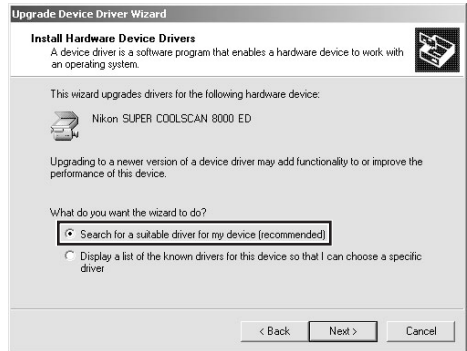 Upgrade Device Driver Wizard
Install Hardware Device Drivers
A device driver is a software program that enables a hardware device to work with
an operating system.
This wizard upgrades drivers for the following hardware device:
Nikon SUPER COOLSCAN 8000 ED
Upgrading to a newer version of a device driver may add functionality to or improve the
performance of this device.
What do you want the wizard to do?
Search for a suitable driver for my device (recommended)
Display a list of the known drivers for this device so that I can choose a specific
driver
< Back Next > Cancel